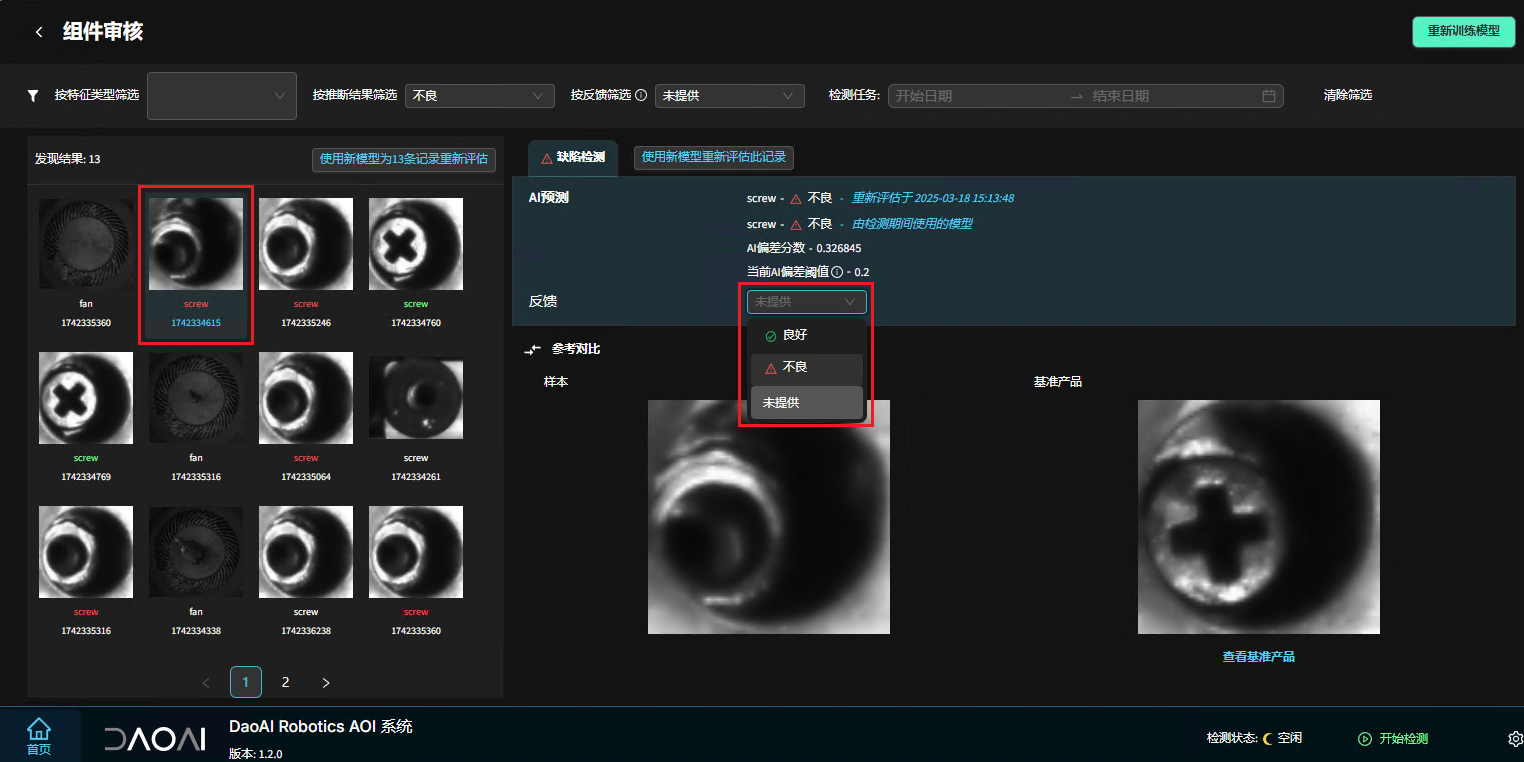 组件审核
重新训练模型
按特征类型筛选
按推断结果筛选 不良
按反馈筛选 未提供
检测任务: 开始日期 → 结束日期
清除筛选
发现结果: 13
使用新模型为13条记录重新评估
fan
1742335360
screw
1742334615
screw
1742335246
screw
1742334760
screw
1742334769
fan
1742335316
screw
1742335064
screw
1742334261
screw
1742335316
fan
1742334338
screw
1742336238
screw
1742335360
1 2
缺陷检测
使用新模型重新评估此记录
AI预测
screw - 不良 - 重新评估于 2025-03-18 15:13:48
screw - 不良 - 由检测期间使用的模型
AI偏差分数 - 0.326845
当前AI偏差阈值 - 0.2
反馈 未提供
良好
不良
未提供
参考对比
样本
基准产品
查看基准产品
首页
DAOAI
DaoAI Robotics AOI 系统
版本: 1.2.0
检测状态: 空闲
开始检测